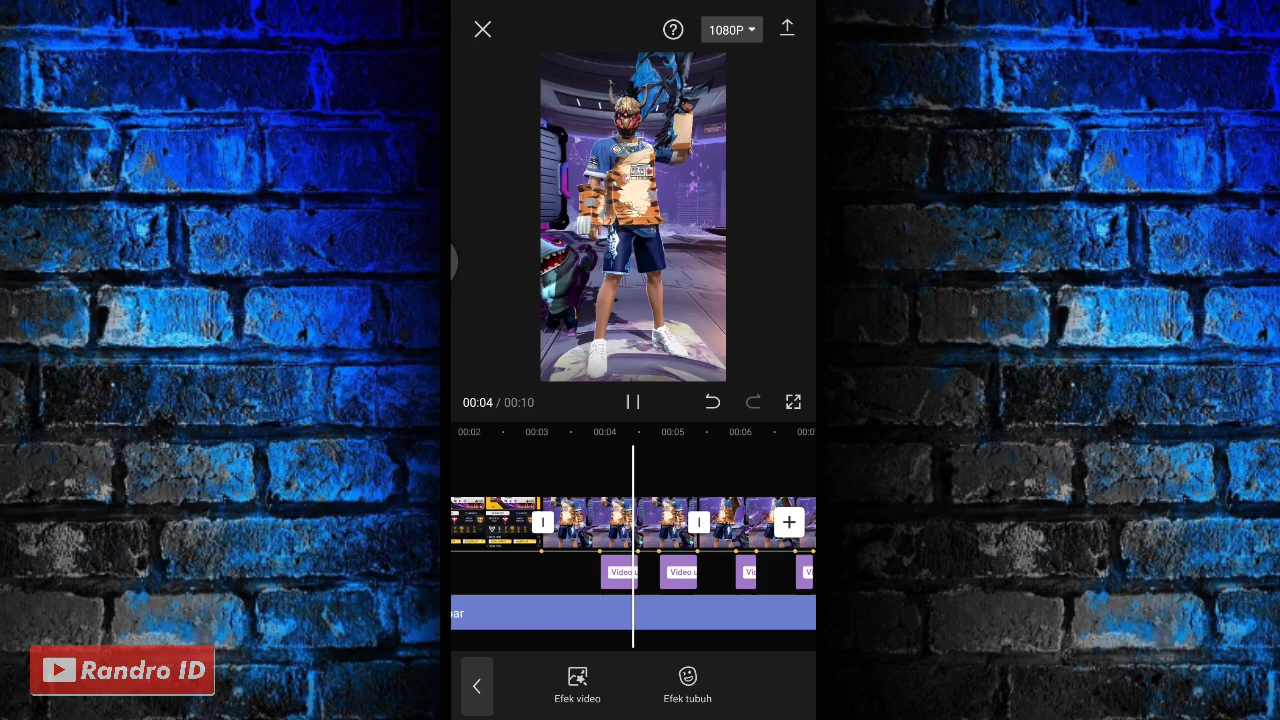 1080P
00:04 / 00:10
00:02
00:03
00:04
00:05
00:06
Video
Video
Efek video
Efek tubuh
Randro ID